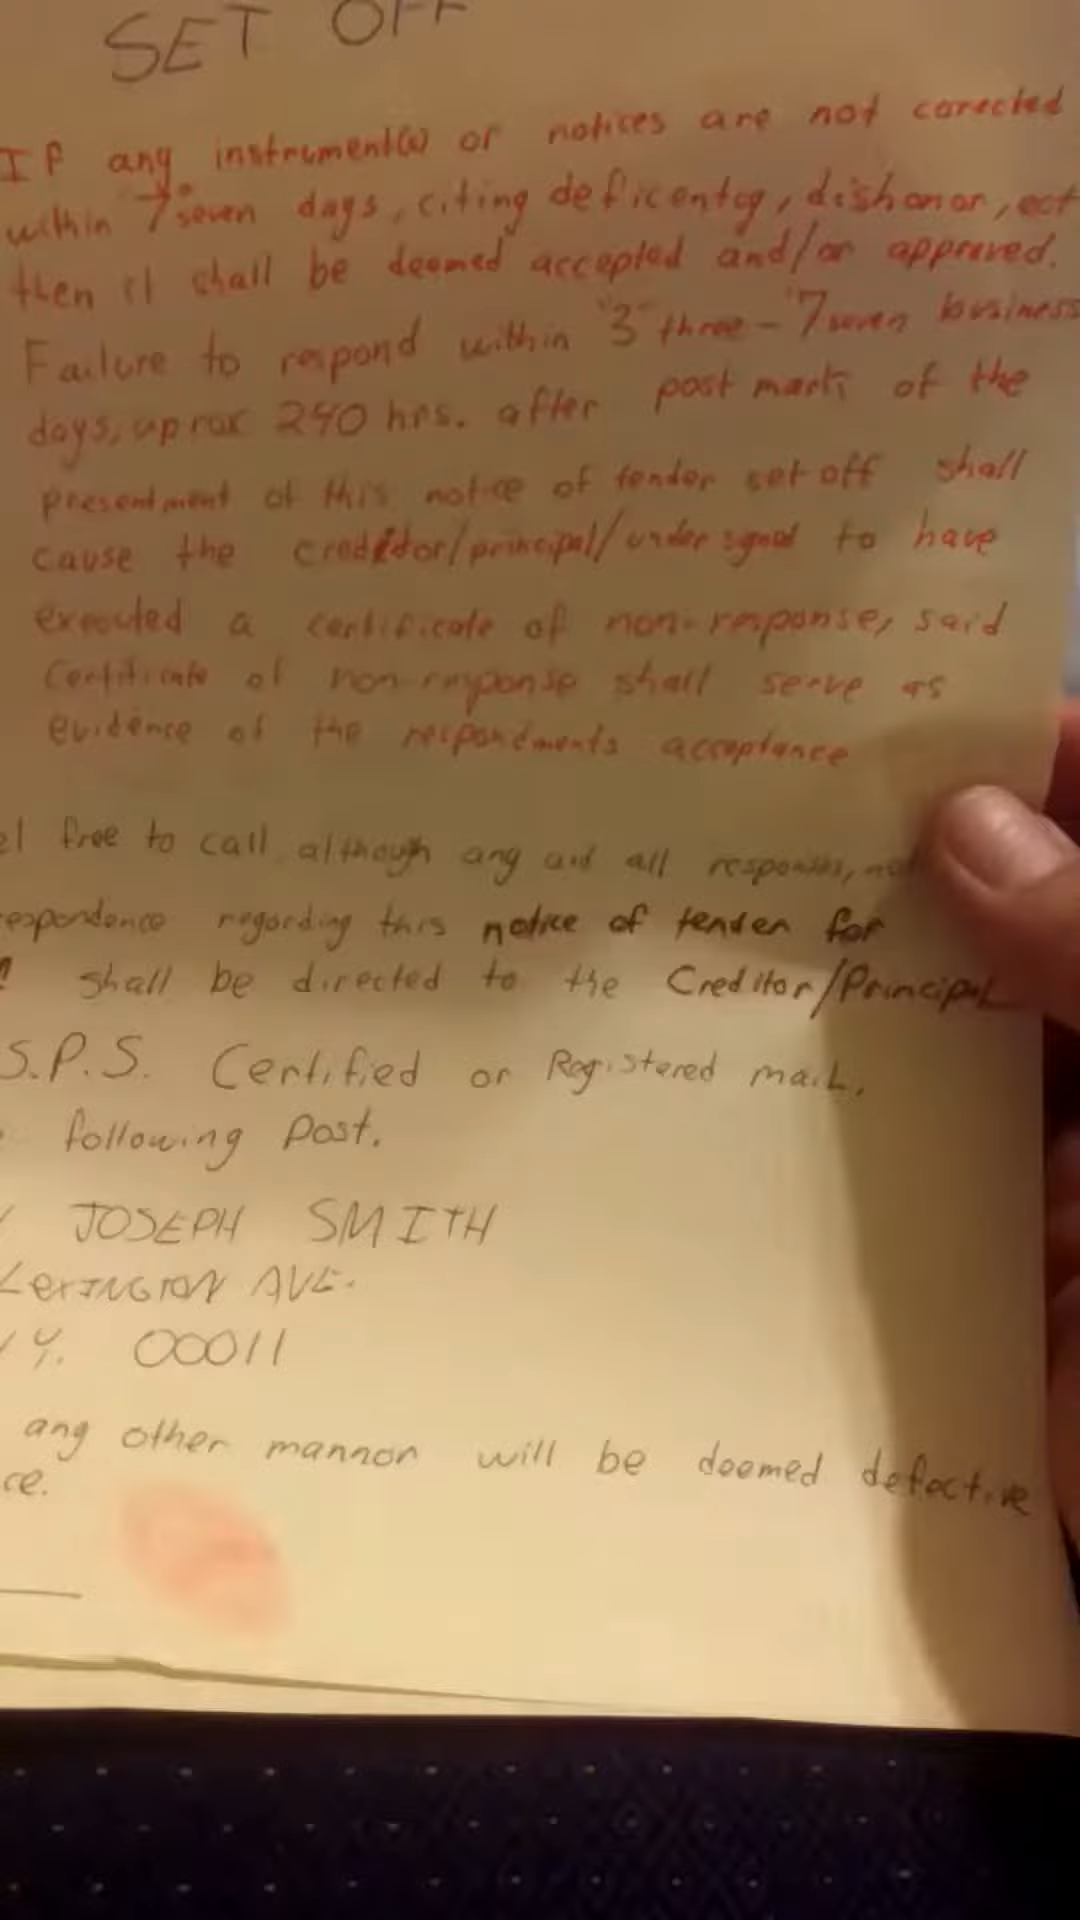 SET OFF
If any instrument(s) or notices are not corected
within "7" seven days, citing deficentcy, dishonor, ect
then it shall be deemed accepted and/or approved.
Failure to respond within "3" three - "7 seven business
days, uprox 240 hrs. after post mark of the
presentment of this notice of tender set off shall
cause the creditor/principal/undersigned to have
executed a certificate of non-response, said
Certificate of non-response shall serve as
evidence of the respondments acceptance
el free to call although any and all responses,
respondence regarding this notice of tender for
shall be directed to the Creditor/Principal
S.P.S. Certified or Registered mail,
following Post.
JOSEPH SMITH
LexINGTON AVE.
Y. 00011
any other mannor will be deemed defective
ce.